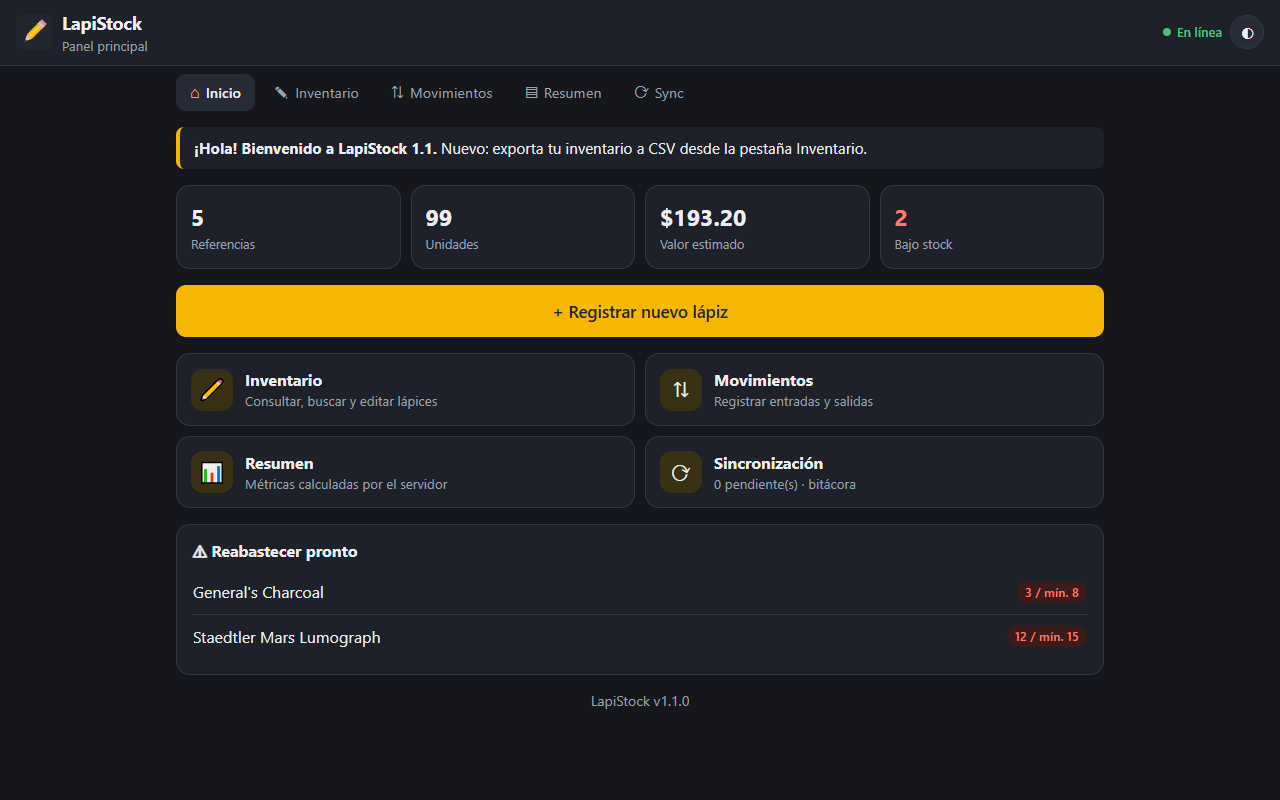 LapiStock
Panel principal
En línea
Inicio
Inventario
Movimientos
Resumen
Sync
¡Hola! Bienvenido a LapiStock 1.1. Nuevo: exporta tu inventario a CSV desde la pestaña Inventario.
5
Referencias
99
Unidades
$193.20
Valor estimado
2
Bajo stock
+ Registrar nuevo lápiz
Inventario
Consultar, buscar y editar lápices
Movimientos
Registrar entradas y salidas
Resumen
Métricas calculadas por el servidor
Sincronización
0 pendiente(s) · bitácora
⚠ Reabastecer pronto
General's Charcoal
3 / mín. 8
Staedtler Mars Lumograph
12 / mín. 15
LapiStock v1.1.0